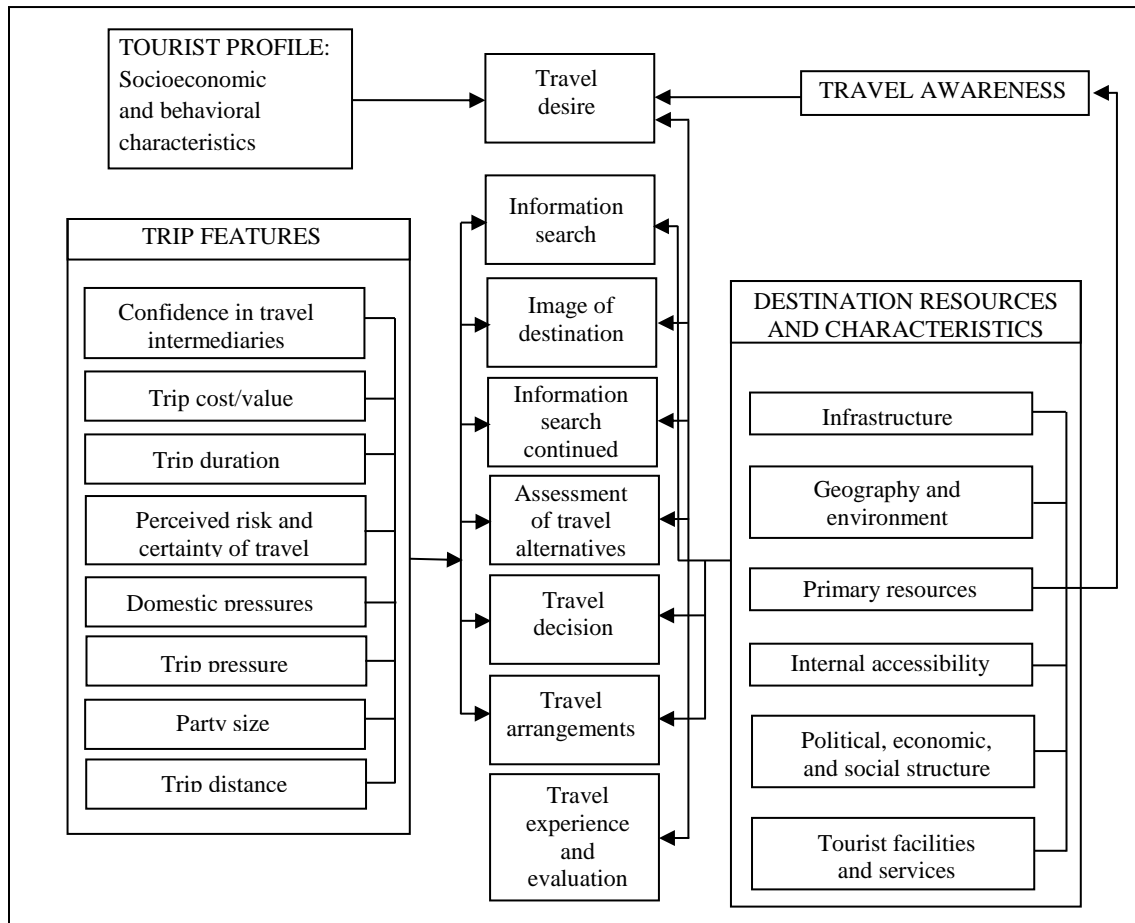 TOURIST PROFILE:
Socioeconomic
and behavioral
characteristics
Travel
desire
TRAVEL AWARENESS
TRIP FEATURES
Confidence in travel
intermediaries
Trip cost/value
Trip duration
Perceived risk and
certainty of travel
Domestic pressures
Trip pressure
Party size
Trip distance
Information
search
Image of
destination
Information
search
continued
Assessment
of travel
alternatives
Travel
decision
Travel
arrangements
Travel
experience
and
evaluation
DESTINATION RESOURCES
AND CHARACTERISTICS
Infrastructure
Geography and
environment
Primary resources
Internal accessibility
Political, economic,
and social structure
Tourist facilities
and services